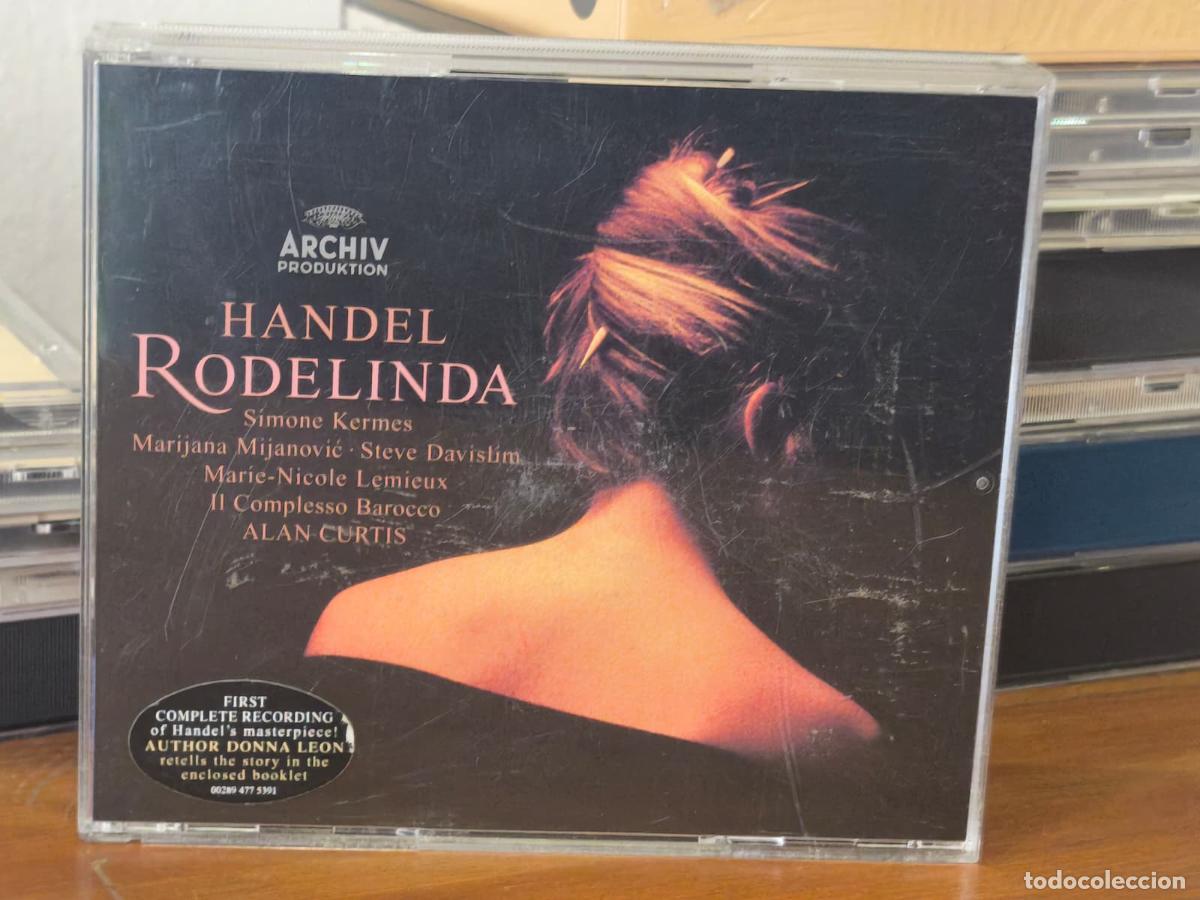 ARCHIV
PRODUKTION
HANDEL
RODELINDA
Simone Kermes
Marijana Mijanović · Steve Davislim
Marie-Nicole Lemieux
Il Complesso Barocco
ALAN CURTIS
FIRST
COMPLETE RECORDING
of Handel's masterpiece!
AUTHOR DONNA LEON
retells the story in the
enclosed booklet
00289 477 5391
todocoleccion